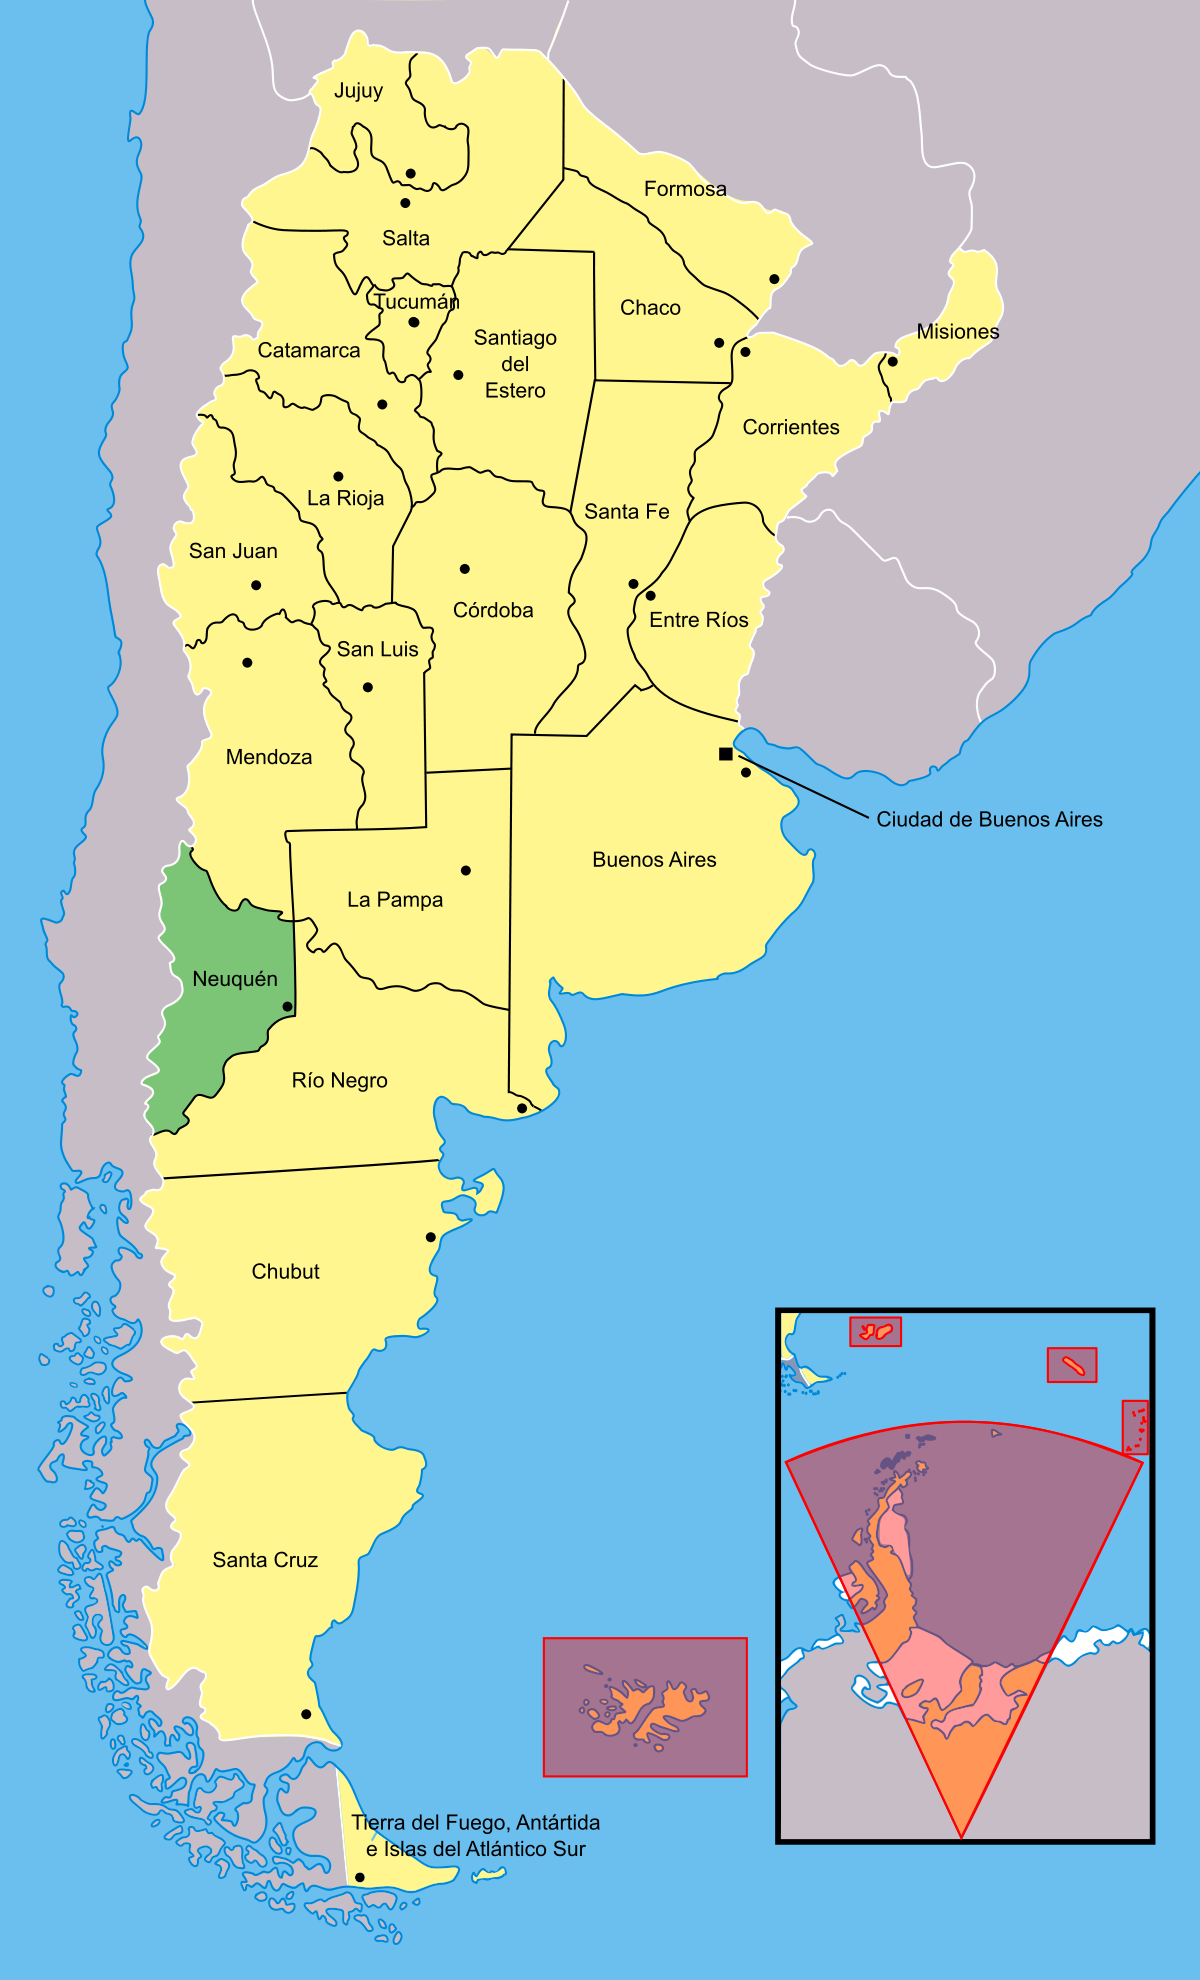 Jujuy
Formosa
Salta
Tucumán
Chaco
Misiones
Santiago
del
Estero
Catamarca
Corrientes
La Rioja
Santa Fe
San Juan
Córdoba
Entre Ríos
San Luis
Mendoza
Ciudad de Buenos Aires
Buenos Aires
La Pampa
Neuquén
Río Negro
Chubut
Santa Cruz
Tierra del Fuego, Antártida
e Islas del Atlántico Sur